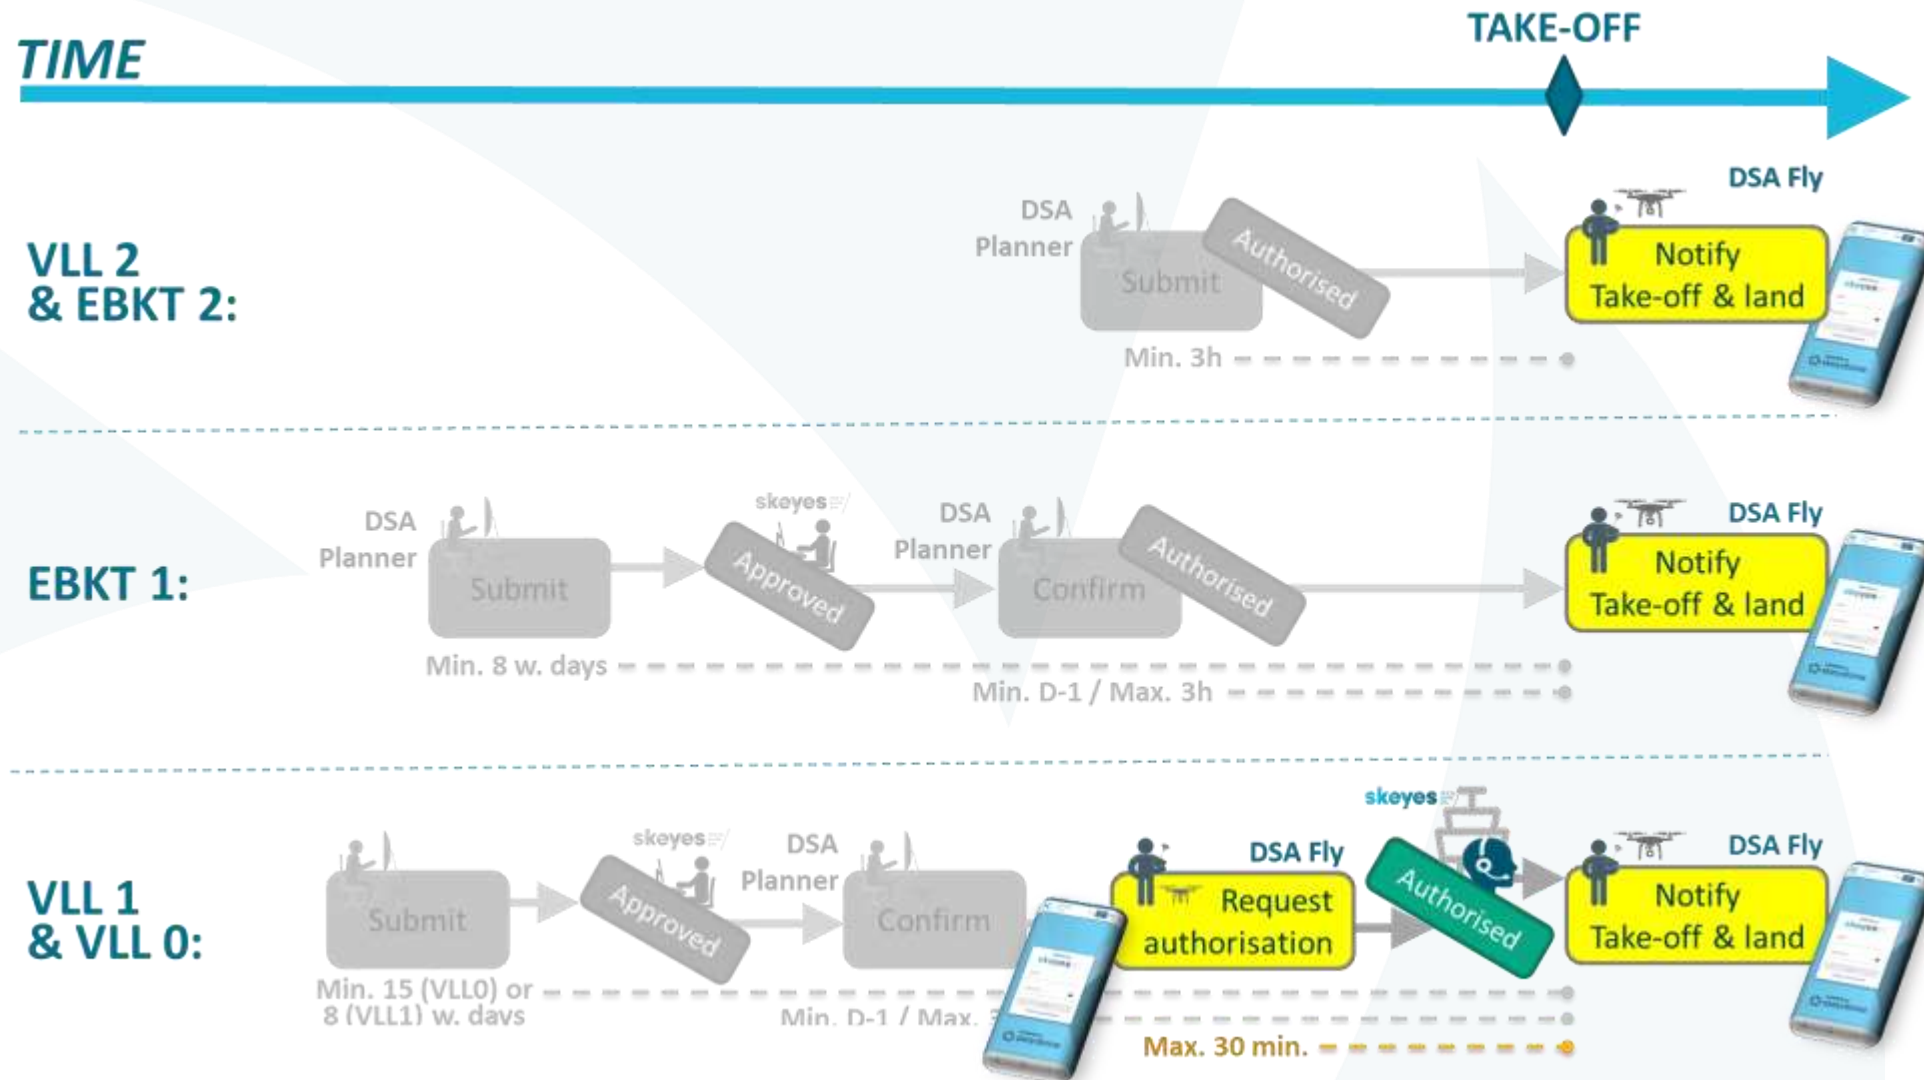 TIME
TAKE-OFF
VLL 2
& EBKT 2:
DSA
Planner
Submit
Authorised
Min. 3h
DSA Fly
Notify
Take-off & land
EBKT 1:
DSA
Planner
Submit
Min. 8 w. days
skeyes
Approved
DSA
Planner
Confirm
Authorised
Min. D-1 / Max. 3h
DSA Fly
Notify
Take-off & land
VLL 1
& VLL 0:
Submit
Min. 15 (VLL0) or
8 (VLL1) w. days
skeyes
Approved
DSA
Planner
Confirm
Min. D-1 / Max.
DSA Fly
Request
authorisation
Max. 30 min.
skeyes
Authorised
DSA Fly
Notify
Take-off & land